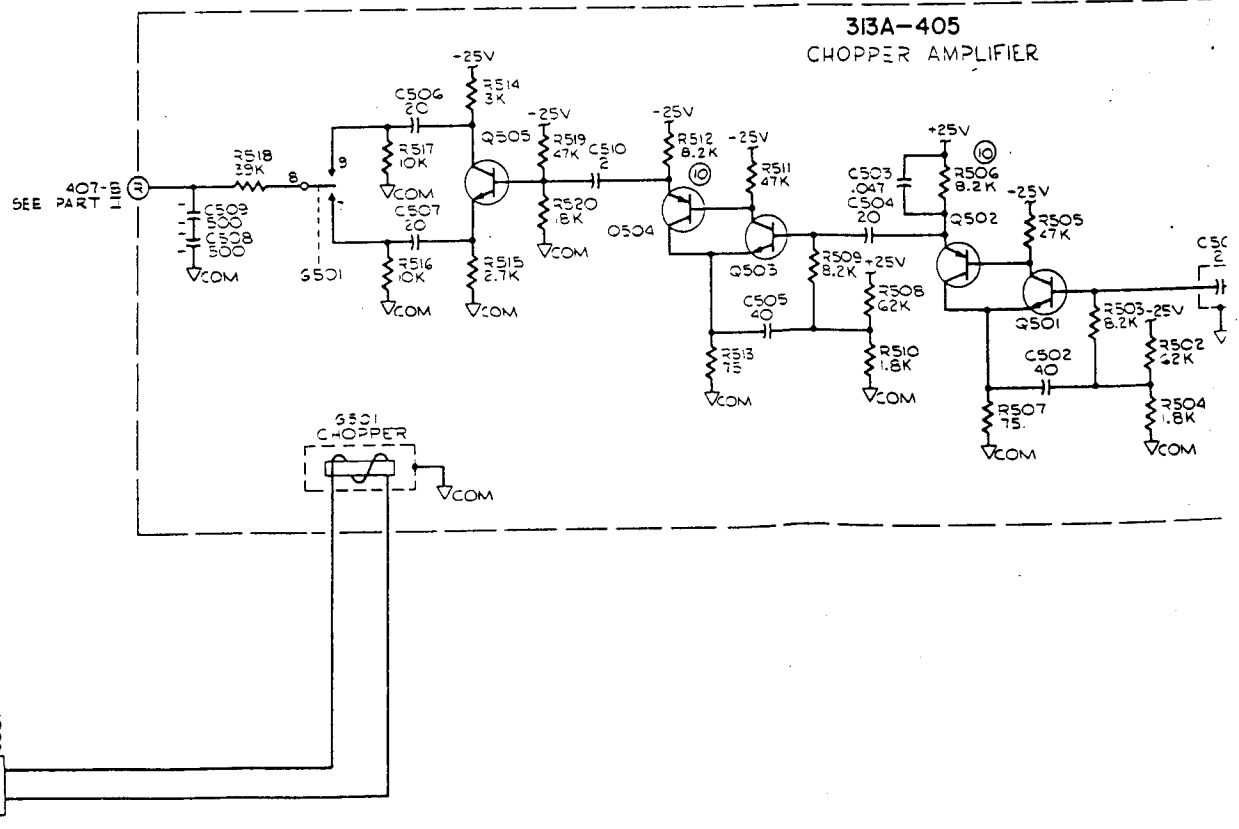 313A-405
CHOPPER AMPLIFIER
-25V
R514
3K
C506
20
Q505
-25V
R519
47K
C510
2
-25V
R512
8.2K
10
-25V
R511
47K
+25V
10
C503
.047
R506
8.2K
C504
20
Q502
-25V
R505
47K
R518
39K
9
8
R517
10K
COM
407-B
R
SEE PART II
C509
500
C508
500
COM
G501
C507
20
R516
10K
COM
R515
2.7K
COM
R520
18K
COM
Q504
Q503
R509
8.2K
+25V
R508
62K
C505
40
R513
75
COM
R510
1.8K
COM
Q501
R503
8.2K
-25V
R502
62K
C502
40
R507
75
COM
R504
1.8K
COM
G501
CHOPPER
COM